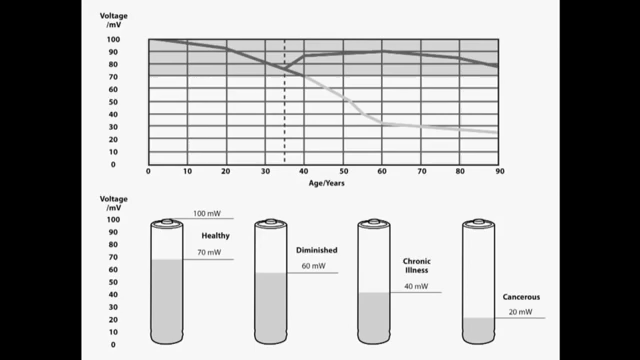 Voltage
/mV
100
90
80
70
60
50
40
30
20
10
0
0 10 20 30 40 50 60 70 80 90
Age/Years
Voltage
/mV
100
90
80
70
60
50
40
30
20
10
0
100 mW
Healthy
70 mW
Diminished
60 mW
Chronic
Illness
40 mW
Cancerous
20 mW